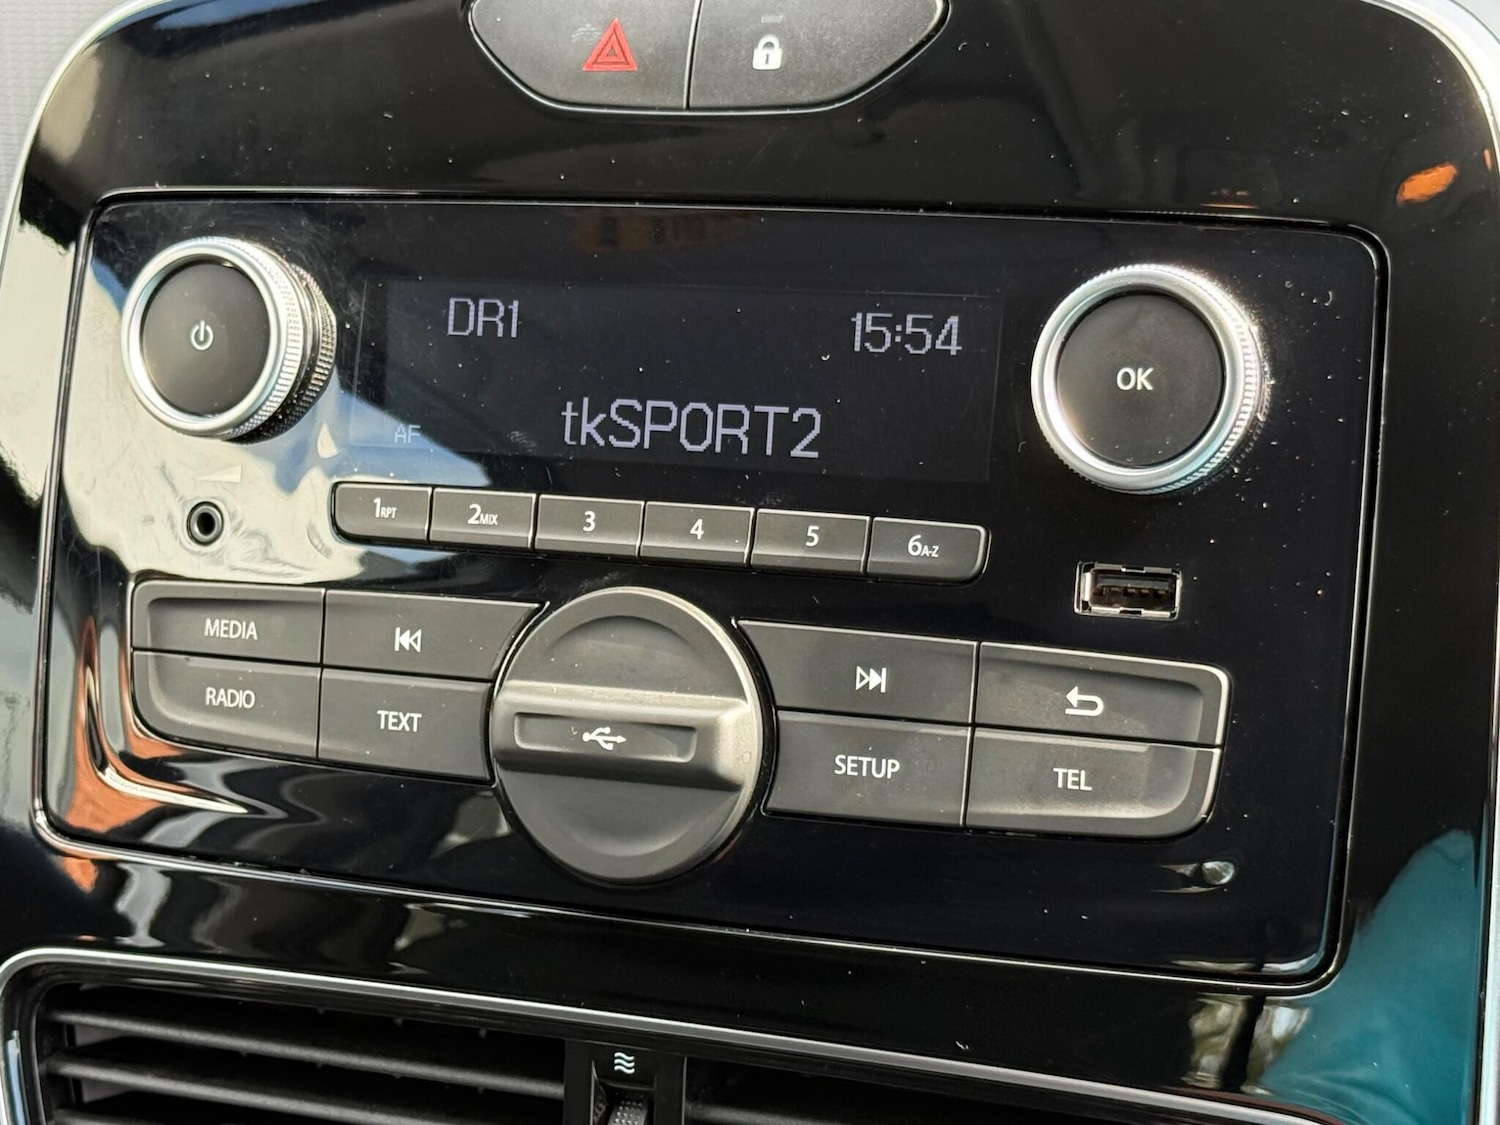 DR1
15:54
AF
tkSPORT2
1RPT
2MIX
3
4
5
6A-Z
MEDIA
RADIO
TEXT
SETUP
TEL
OK